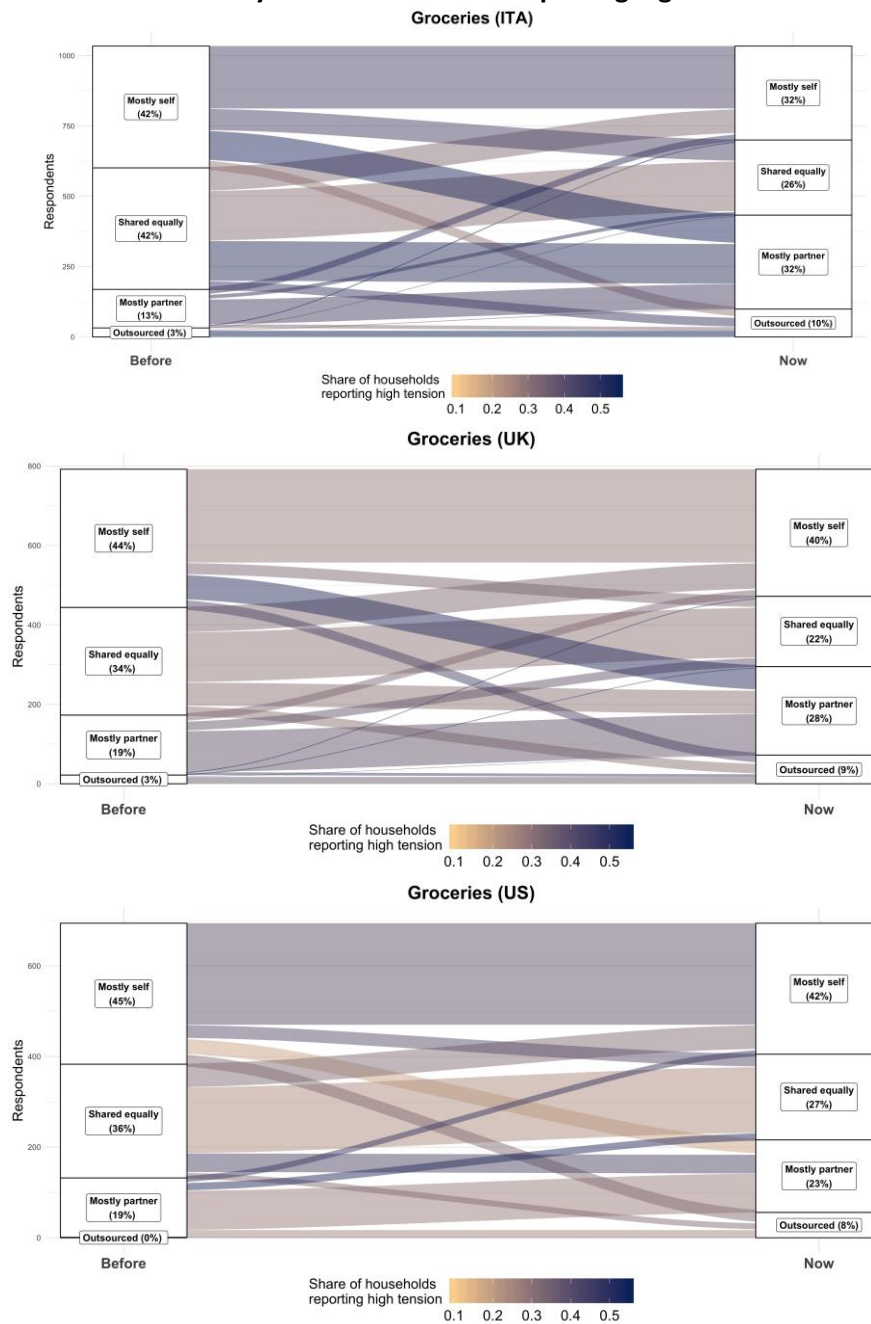 Groceries (ITA)
1000
750
500
250
0
Respondents
Mostly self
(42%)
Shared equally
(42%)
Mostly partner
(13%)
Outsourced (3%)
Mostly self
(32%)
Shared equally
(26%)
Mostly partner
(32%)
Outsourced (10%)
Before
Now
Share of households
reporting high tension
0.1 0.2 0.3 0.4 0.5
Groceries (UK)
800
600
400
200
0
Respondents
Mostly self
(44%)
Shared equally
(34%)
Mostly partner
(19%)
Outsourced (3%)
Mostly self
(40%)
Shared equally
(22%)
Mostly partner
(28%)
Outsourced (9%)
Before
Now
Share of households
reporting high tension
0.1 0.2 0.3 0.4 0.5
Groceries (US)
600
400
200
0
Respondents
Mostly self
(45%)
Shared equally
(36%)
Mostly partner
(19%)
Outsourced (0%)
Mostly self
(42%)
Shared equally
(27%)
Mostly partner
(23%)
Outsourced (8%)
Before
Now
Share of households
reporting high tension
0.1 0.2 0.3 0.4 0.5